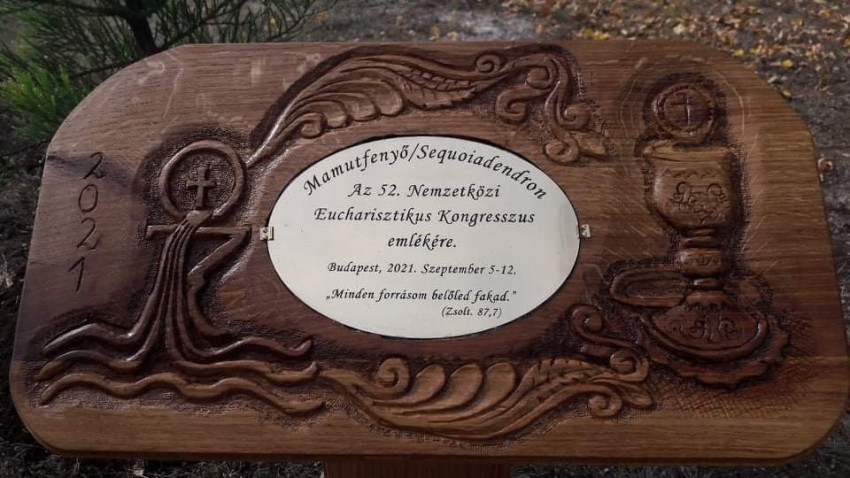 2021
Mamutfenyő/Sequoiadendron
Az 52. Nemzetközi
Eucharisztikus Kongresszus
emlékére.
Budapest, 2021. Szeptember 5-12.
„Minden forrásom belőled fakad."
(Zsolt. 87,7)